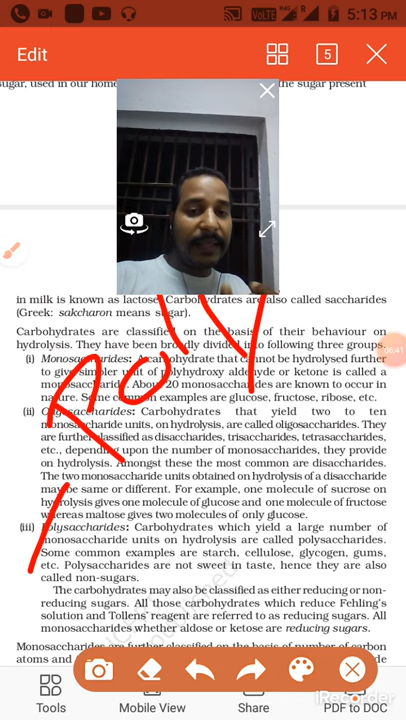 5:13 PM
Edit
5
sugar, used in our home
the sugar present
in milk is known as lactose. Carbohydrates are also called saccharides
(Greek: sakcharon means sugar).
Carbohydrates are classified on the basis of their behaviour on
hydrolysis. They have been broadly divided into following three groups.
(i) Monosaccharides: A carbohydrate that cannot be hydrolysed further
to give simpler unit of polyhydroxy aldehyde or ketone is called a
monosaccharide. About 20 monosaccharides are known to occur in
nature. Some common examples are glucose, fructose, ribose, etc.
(ii) Oligosaccharides: Carbohydrates that yield two to ten
monosaccharide units, on hydrolysis, are called oligosaccharides. They
are further classified as disaccharides, trisaccharides, tetrasaccharides,
etc., depending upon the number of monosaccharides, they provide
on hydrolysis. Amongst these the most common are disaccharides.
The two monosaccharide units obtained on hydrolysis of a disaccharide
may be same or different. For example, one molecule of sucrose on
hydrolysis gives one molecule of glucose and one molecule of fructose
whereas maltose gives two molecules of only glucose.
(iii) Polysaccharides: Carbohydrates which yield a large number of
monosaccharide units on hydrolysis are called polysaccharides.
Some common examples are starch, cellulose, glycogen, gums,
etc. Polysaccharides are not sweet in taste, hence they are also
called non-sugars.
The carbohydrates may also be classified as either reducing or non-
reducing sugars. All those carbohydrates which reduce Fehling's
solution and Tollens' reagent are referred to as reducing sugars. All
monosaccharides whether aldose or ketose are reducing sugars.
Monosaccharides are further classified on the basis of number of carbon
atoms and
06:41
Tools
Mobile View
Share
PDF to DOC
iRecorder